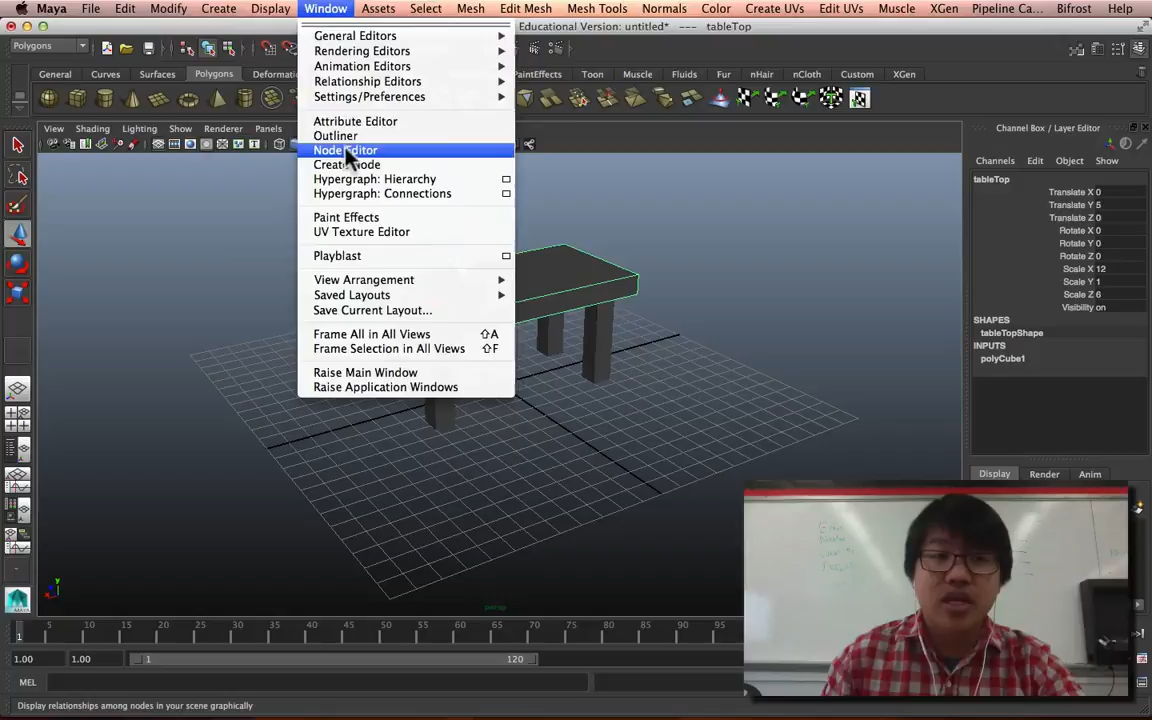 Maya File Edit Modify Create Display Window Assets Select Mesh Edit Mesh Mesh Tools Normals Color Create UVs Edit UVs Muscle XGen Pipeline Ca... Bifrost Help
Educational Version: untitled* --- tableTop
Polygons
General Curves Surfaces Polygons PaintEffects Toon Muscle Fluids Fur nHair nCloth Custom XGen
General Editors
Rendering Editors
Animation Editors
Relationship Editors
Settings/Preferences
Attribute Editor
Outliner
Node Editor
Hypergraph: Hierarchy
Hypergraph: Connections
Paint Effects
UV Texture Editor
Playblast
View Arrangement
Saved Layouts
Save Current Layout...
Frame All in All Views ⇧A
Frame Selection in All Views ⇧F
Raise Main Window
Raise Application Windows
View Shading Lighting Show Renderer Panels
Channel Box / Layer Editor
Channels Edit Object Show
tableTop
Translate X 0
Translate Y 5
Translate Z 0
Rotate X 0
Rotate Y 0
Rotate Z 0
Scale X 12
Scale Y 1
Scale Z 6
Visibility on
SHAPES
tableTopShape
INPUTS
polyCube1
Display Render Anim
persp
y
1 5 10 15 20 25 30 35 40 45 50 55 60 65 70 75 80 85 90 95
1.00 1.00 1 120
MEL
Display relationships among nodes in your scene graphically